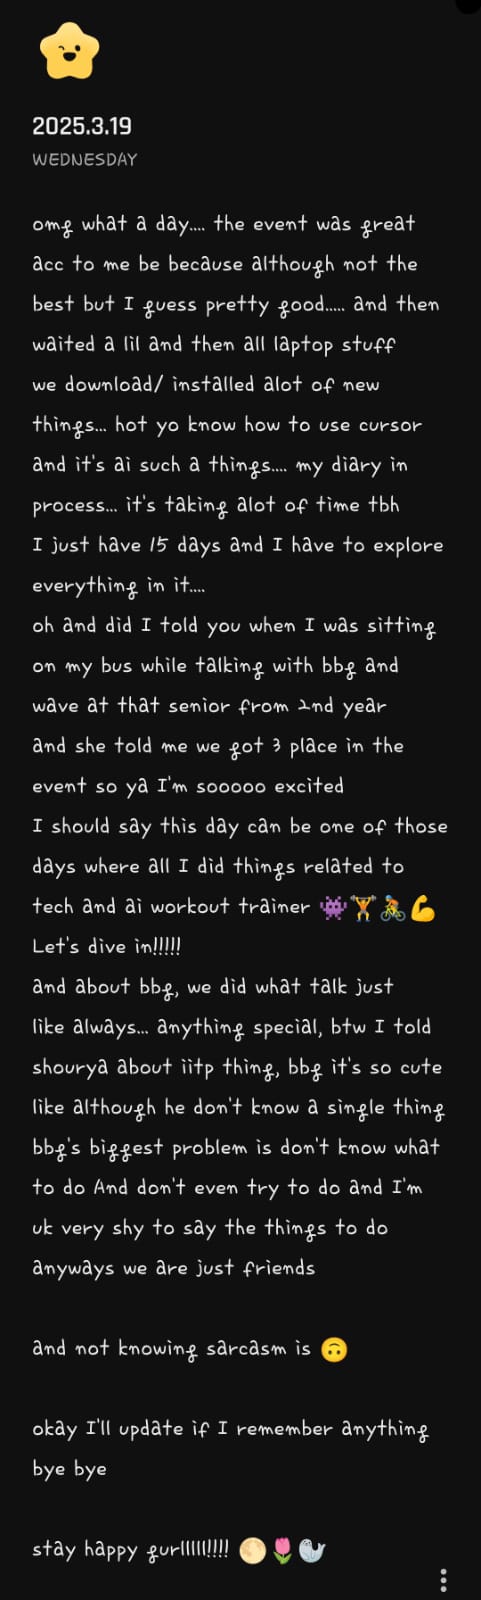 2025.3.19
WEDNESDAY
omg what a day.... the event was great
acc to me be because although not the
best but I guess pretty good..... and then
waited a lil and then all laptop stuff
we download/ installed alot of new
things... hot yo know how to use cursor
and it's ai such a things.... my diary in
process... it's taking alot of time tbh
I just have 15 days and I have to explore
everything in it....
oh and did I told you when I was sitting
on my bus while talking with bbg and
wave at that senior from 2nd year
and she told me we got 3 place in the
event so ya I'm sooooo excited
I should say this day can be one of those
days where all I did things related to
tech and ai workout trainer 👾🏋️🚴💪
Let's dive in!!!!!
and about bbg, we did what talk just
like always... anything special, btw I told
shourya about iitp thing, bbg it's so cute
like although he don't know a single thing
bbg's biggest problem is don't know what
to do And don't even try to do and I'm
uk very shy to say the things to do
anyways we are just friends
and not knowing sarcasm is 🙃
okay I'll update if I remember anything
bye bye
stay happy gurlllll!!!! 🌕🌷🦭